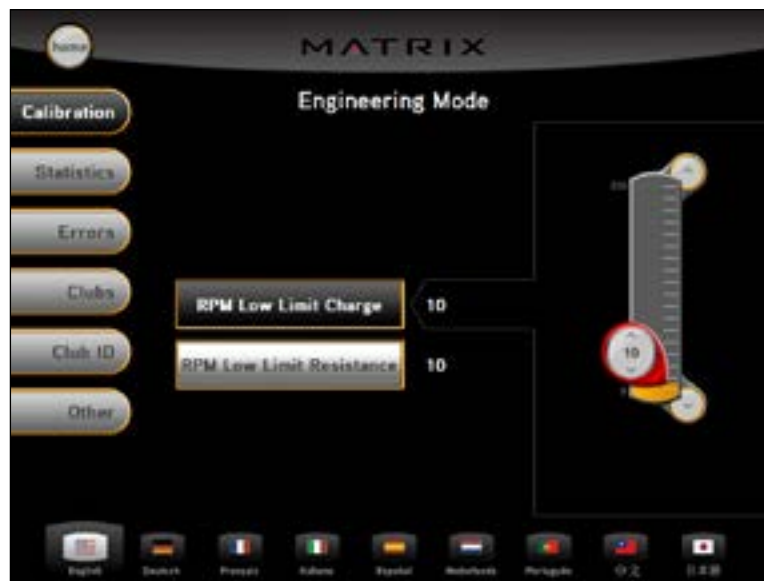 home
MATRIX
Engineering Mode
Calibration
Statistics
Errors
Clubs
Club ID
Other
RPM Low Limit Charge 10
RPM Low Limit Resistance 10
10
English Deutsch Français Italiano Español Nederlands Português 中文 日本語